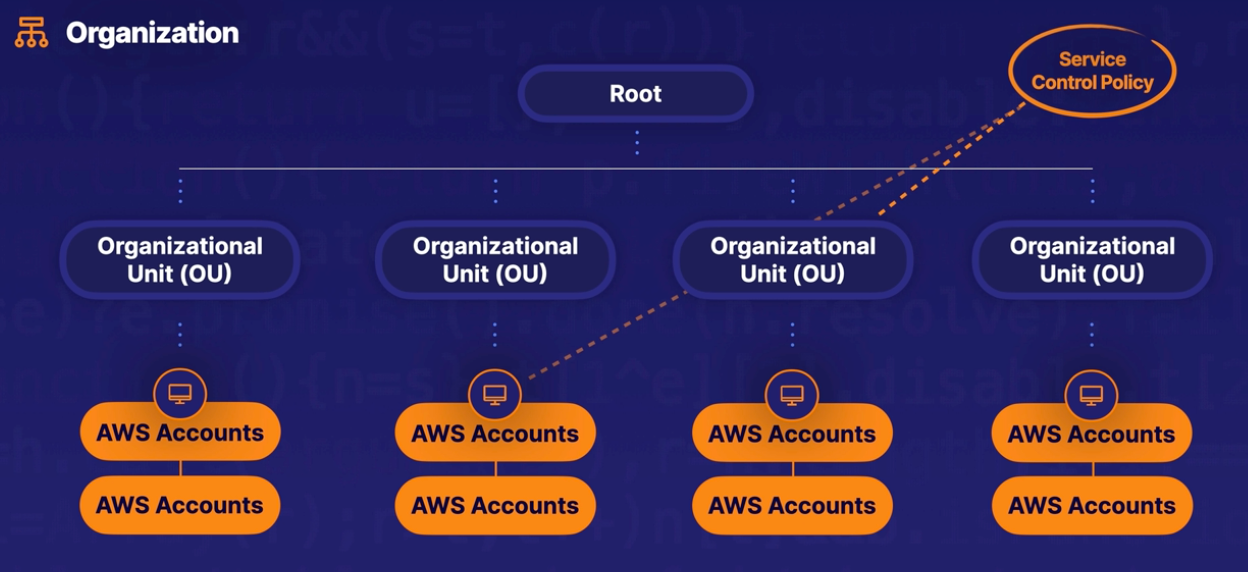 Organization
Service
Control Policy
Root
Organizational
Unit (OU)
Organizational
Unit (OU)
Organizational
Unit (OU)
Organizational
Unit (OU)
AWS Accounts
AWS Accounts
AWS Accounts
AWS Accounts
AWS Accounts
AWS Accounts
AWS Accounts
AWS Accounts